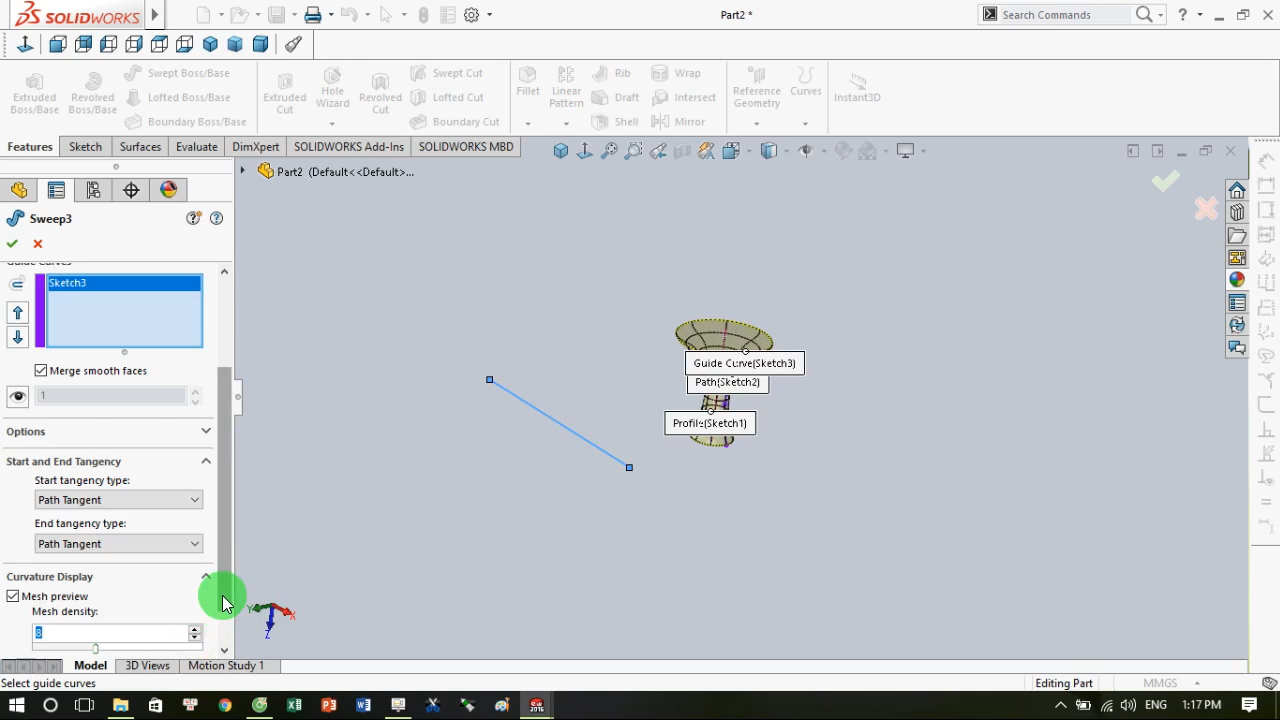 SOLIDWORKS
Part2 *
Search Commands
Extruded Boss/Base
Revolved Boss/Base
Swept Boss/Base
Lofted Boss/Base
Boundary Boss/Base
Extruded Cut
Hole Wizard
Revolved Cut
Swept Cut
Lofted Cut
Boundary Cut
Fillet
Linear Pattern
Rib
Draft
Shell
Wrap
Intersect
Mirror
Reference Geometry
Curves
Instant3D
Features
Sketch
Surfaces
Evaluate
DimXpert
SOLIDWORKS Add-Ins
SOLIDWORKS MBD
Part2 (Default<<Default>...
Sweep3
Guide Curves
Sketch3
Merge smooth faces
1
Options
Start and End Tangency
Start tangency type:
Path Tangent
End tangency type:
Path Tangent
Curvature Display
Mesh preview
Mesh density:
8
Guide Curve(Sketch3)
Path(Sketch2)
Profile(Sketch1)
Y
X
Z
Model
3D Views
Motion Study 1
Select guide curves
Editing Part
MMGS
ENG
1:17 PM